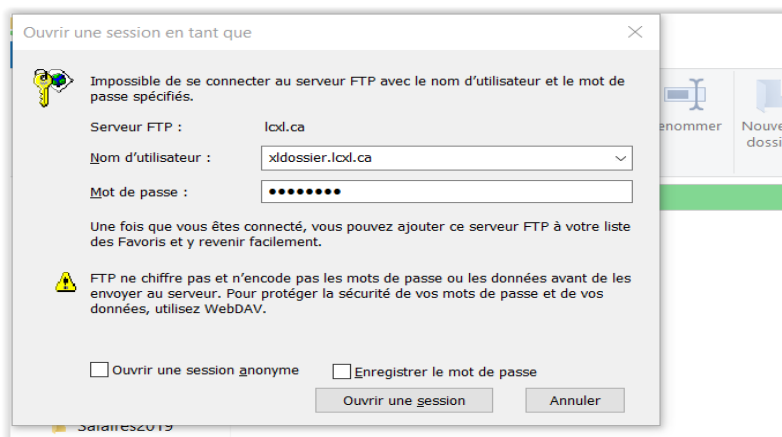 Ouvrir une session en tant que
Impossible de se connecter au serveur FTP avec le nom d'utilisateur et le mot de
passe spécifiés.
Serveur FTP : lcxl.ca
Nom d'utilisateur : xldossier.lcxl.ca
Mot de passe : ●●●●●●●●
Une fois que vous êtes connecté, vous pouvez ajouter ce serveur FTP à votre liste
des Favoris et y revenir facilement.
FTP ne chiffre pas et n'encode pas les mots de passe ou les données avant de les
envoyer au serveur. Pour protéger la sécurité de vos mots de passe et de vos
données, utilisez WebDAV.
Ouvrir une session anonyme Enregistrer le mot de passe
Ouvrir une session Annuler
enommer Nouve
dossi
Salaires2019